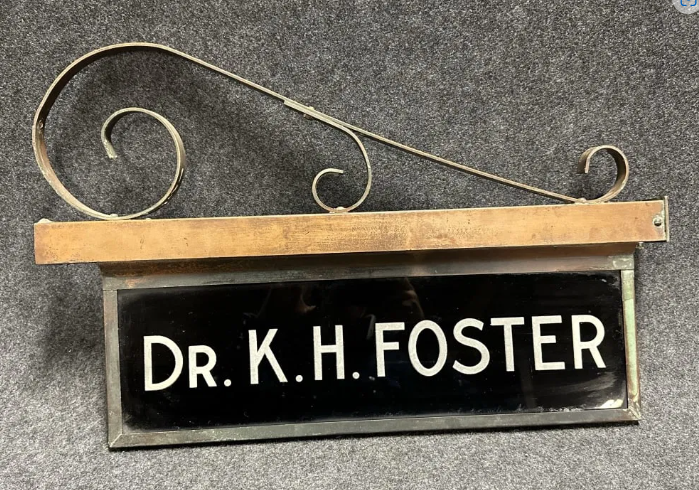 DR. K. H. FOSTER